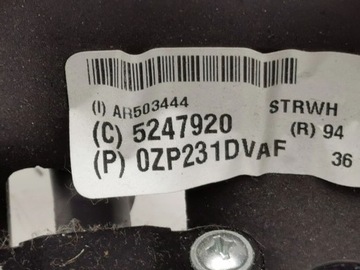 (I) AR503444 STRWH
(C) 5247920 (R) 94
(P) 0ZP231DVAF 36